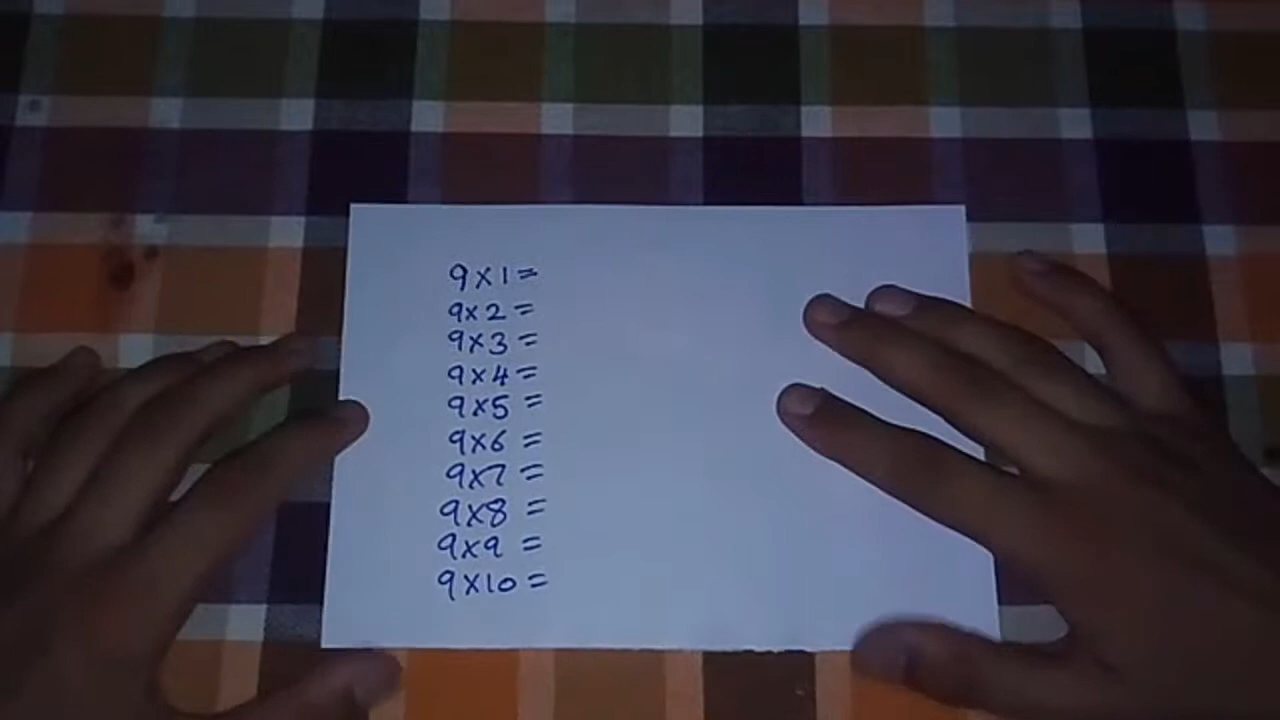 9x1=
9x2=
9x3=
9x4=
9x5=
9x6=
9x7=
9x8=
9x9=
9x10=